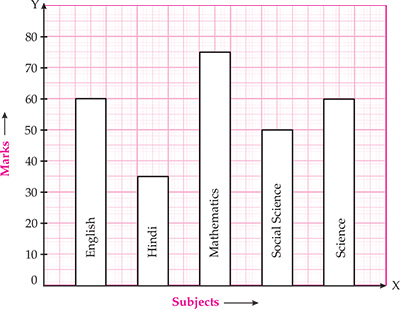 Y
80
70
60
50
40
30
20
10
0
Marks
English
Hindi
Mathematics
Social Science
Science
X
Subjects